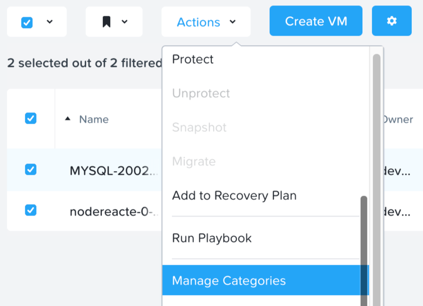 Actions
Create VM
2 selected out of 2 filtered
Protect
Unprotect
Snapshot
Migrate
Add to Recovery Plan
Run Playbook
Manage Categories
Name
Owner
MYSQL-2002...
dev...
nodereacte-0-...
dev...